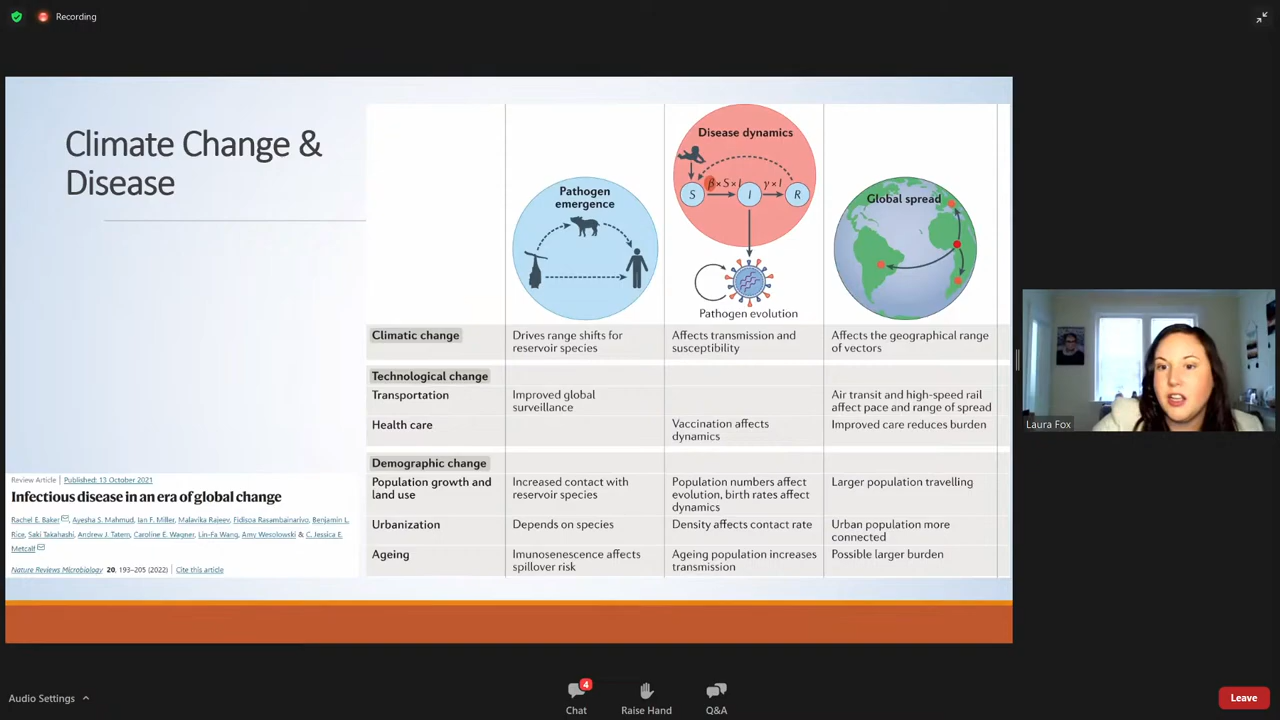 Recording
Climate Change &
Disease
Pathogen
emergence
Disease dynamics
S
β×S×I
I
γ×I
R
Pathogen evolution
Global spread
Climatic change
Drives range shifts for
reservoir species
Affects transmission and
susceptibility
Affects the geographical range
of vectors
Technological change
Transportation
Improved global
surveillance
Air transit and high-speed rail
affect pace and range of spread
Health care
Vaccination affects
dynamics
Improved care reduces burden
Demographic change
Population growth and
land use
Increased contact with
reservoir species
Population numbers affect
evolution, birth rates affect
dynamics
Larger population travelling
Urbanization
Depends on species
Density affects contact rate
Urban population more
connected
Ageing
Imunosenescence affects
spillover risk
Ageing population increases
transmission
Possible larger burden
Review Article | Published: 13 October 2021
Infectious disease in an era of global change
Rachel E. Baker, Ayesha S. Mahmud, Ian F. Miller, Malavika Rajeev, Fidisoa Rasambainarivo, Benjamin L.
Rice, Saki Takahashi, Andrew J. Tatem, Caroline E. Wagner, Lin-Fa Wang, Amy Wesolowski & C. Jessica E.
Metcalf
Nature Reviews Microbiology 20, 193–205 (2022) | Cite this article
Laura Fox
Audio Settings
4
Chat
Raise Hand
Q&A
Leave